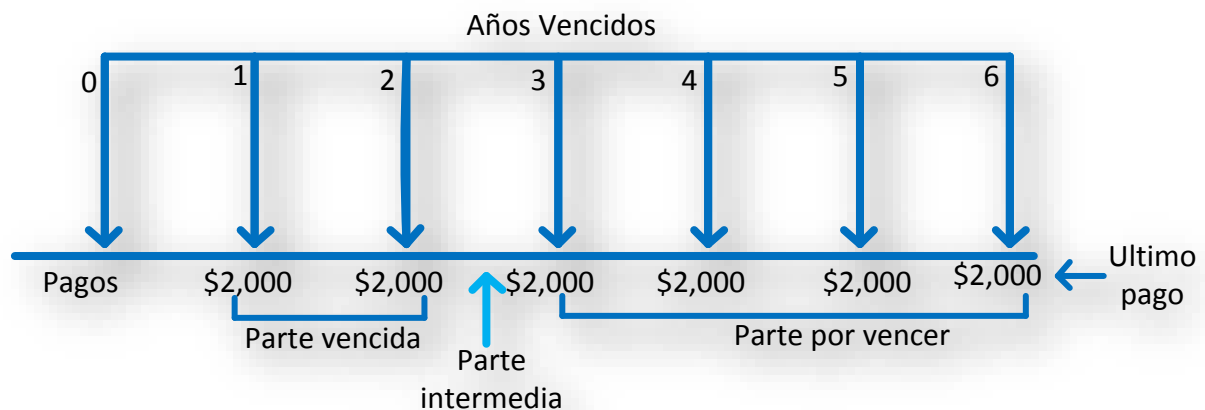 Años Vencidos
0 1 2 3 4 5 6
Pagos $2,000 $2,000 $2,000 $2,000 $2,000 $2,000
Ultimo
pago
Parte vencida
Parte por vencer
Parte
intermedia